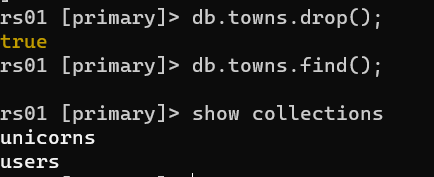 rs01 [primary]> db.towns.drop();
true
rs01 [primary]> db.towns.find();
rs01 [primary]> show collections
unicorns
users